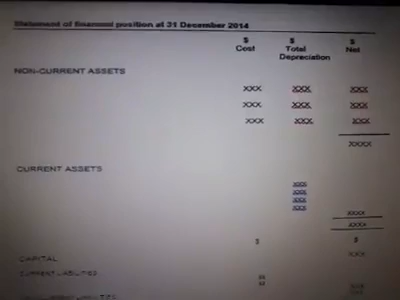 Statement of financial position at 31 December 2014
$ $ $
Cost Total Net
Depreciation
NON-CURRENT ASSETS
XXX XXX XXX
XXX XXX XXX
XXX XXX XXX
XXXX
CURRENT ASSETS
XXX
XXX
XXX
XXX
XXXX
XXXX
$ $
CAPITAL XXX
CURRENT LIABILITIES